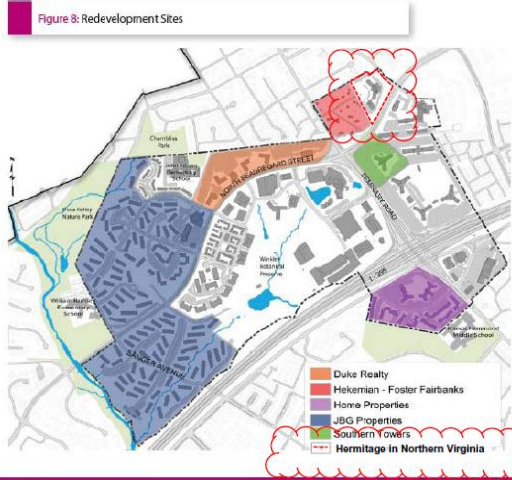 Figure 8: Redevelopment Sites
Chambliss
Park
School
NORTH BEAUREGARD STREET
SEMINARY ROAD
Nature Park
Winkler
Botanical
Preserve
I-395
William Ramsay
Elementary
School
Francis Hammond
Middle School
SANGER AVENUE
Duke Realty
Hekemian - Foster Fairbanks
Home Properties
JBG Properties
Southern Towers
Hermitage in Northern Virginia